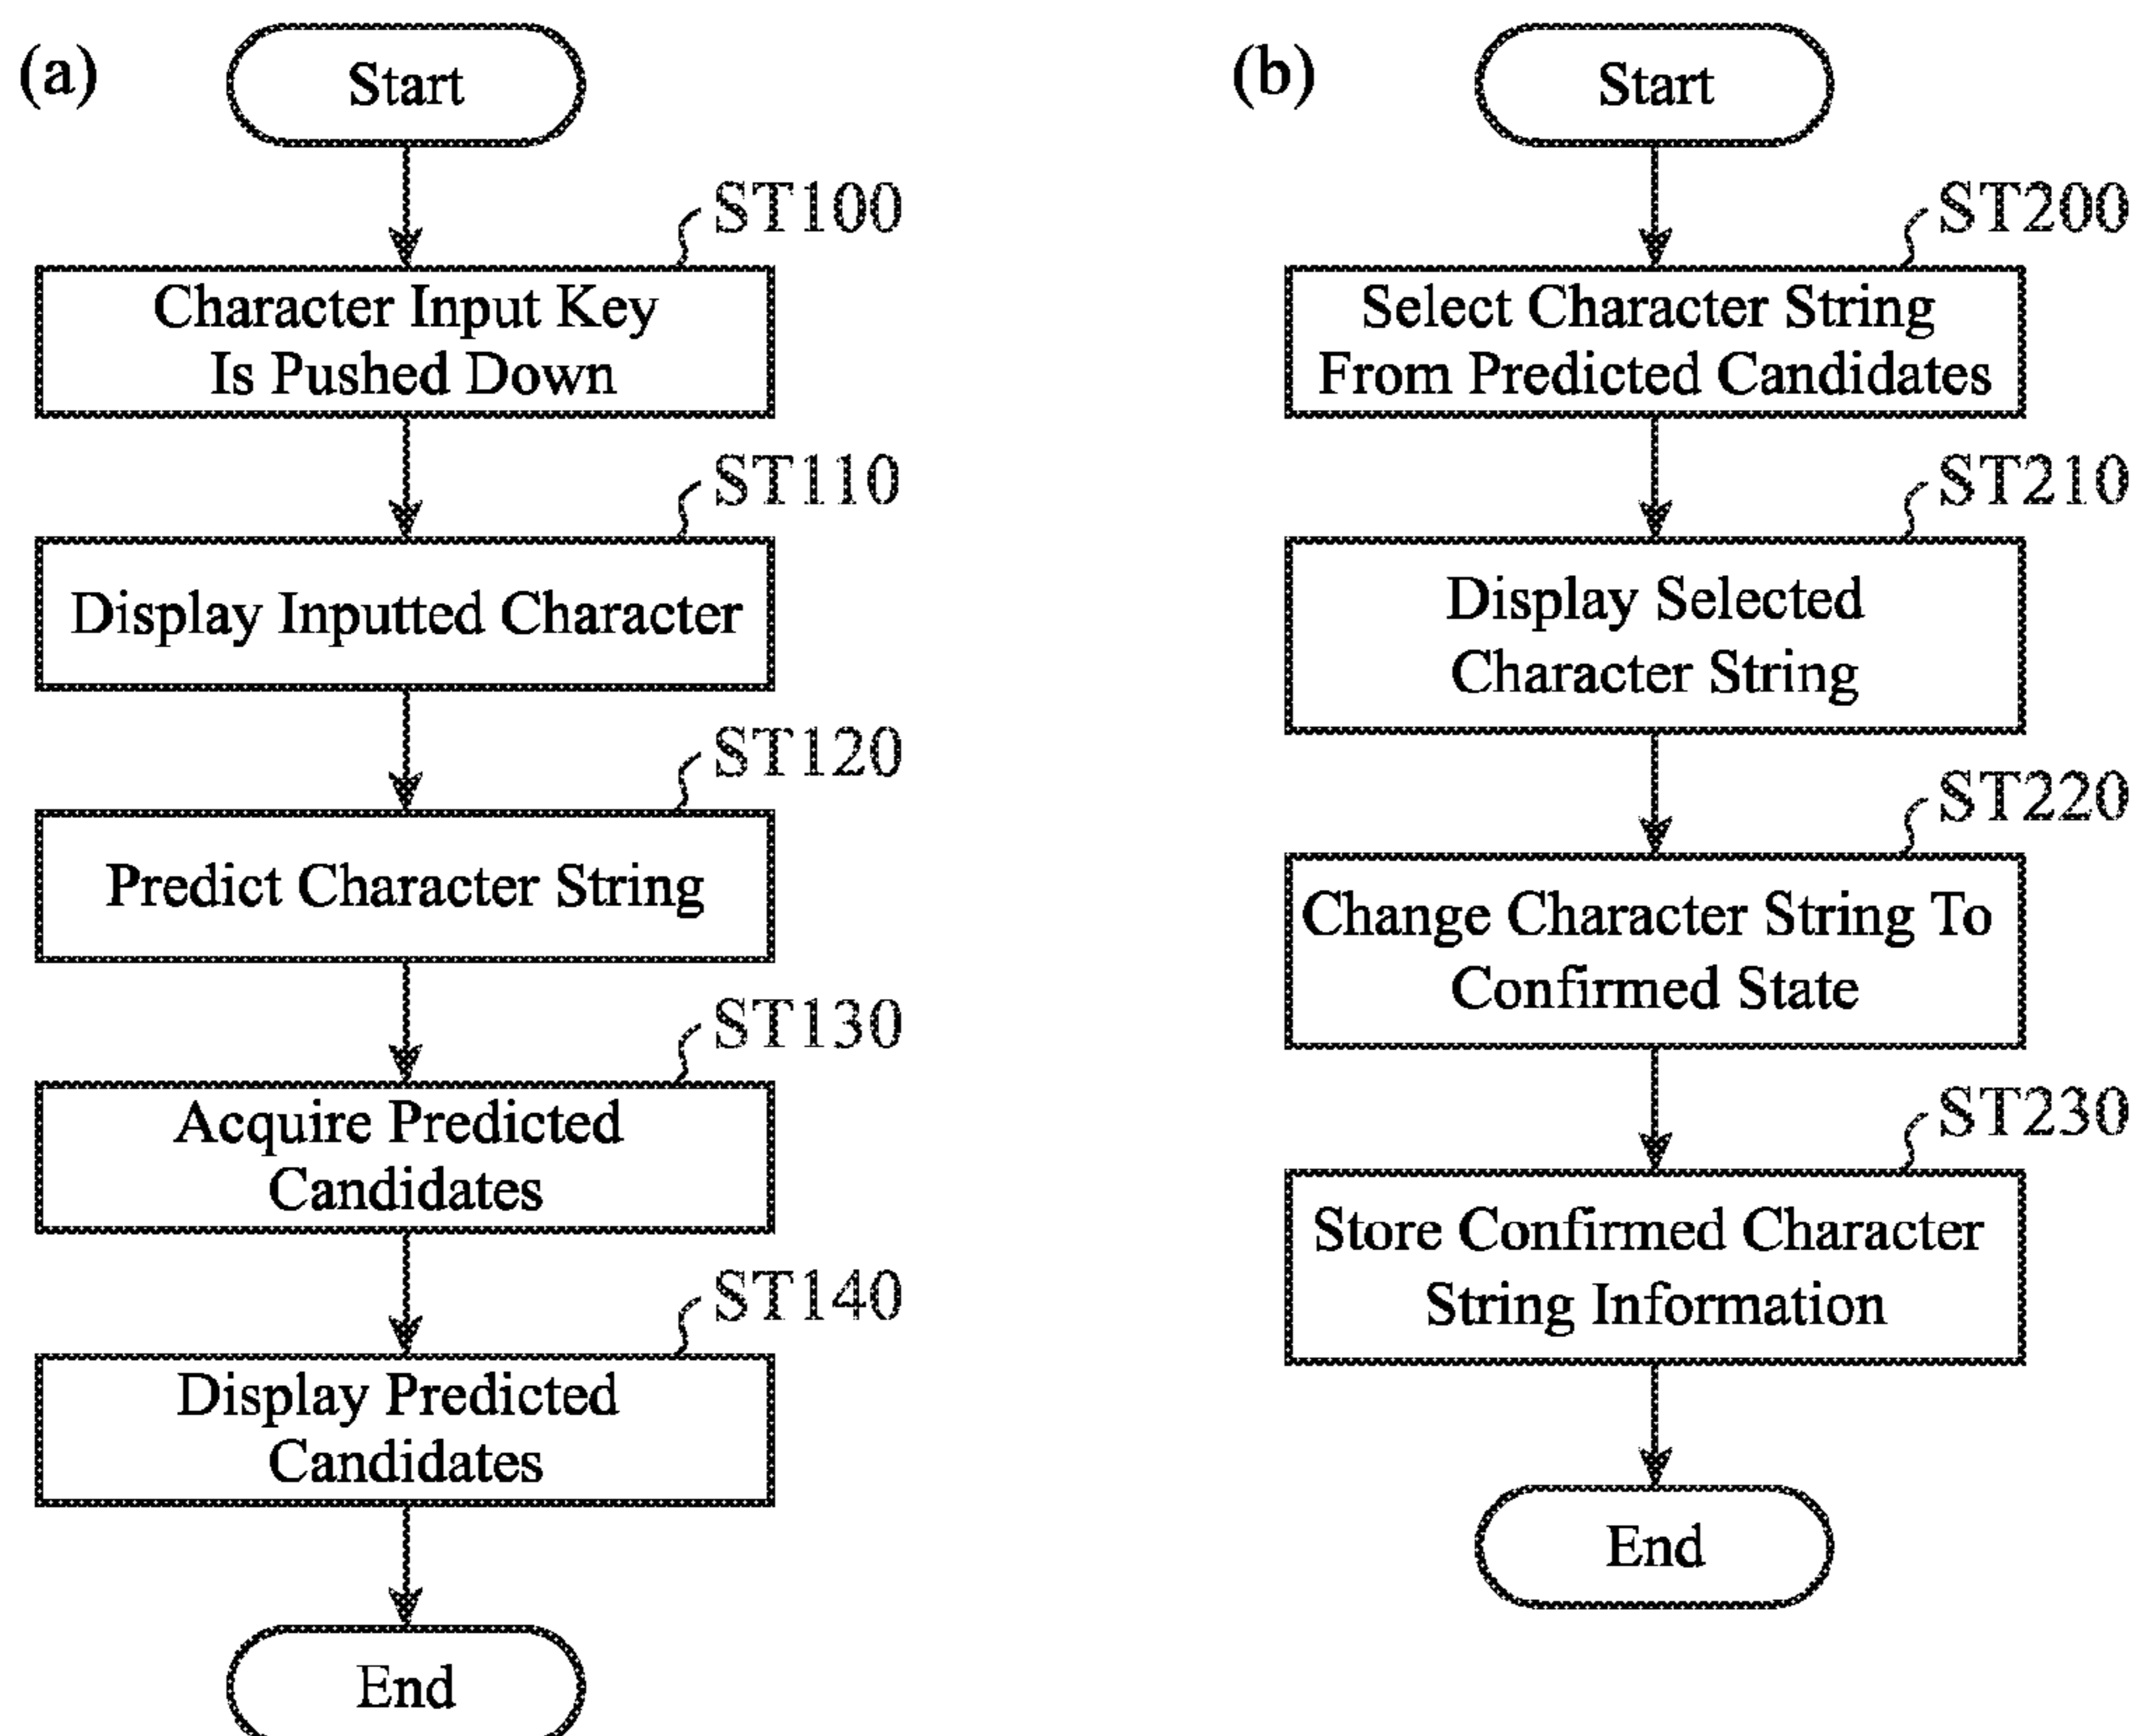 (a)
Start
ST100
Character Input Key
Is Pushed Down
ST110
Display Inputted Character
ST120
Predict Character String
ST130
Acquire Predicted
Candidates
ST140
Display Predicted
Candidates
End
(b)
Start
ST200
Select Character String
From Predicted Candidates
ST210
Display Selected
Character String
ST220
Change Character String To
Confirmed State
ST230
Store Confirmed Character
String Information
End